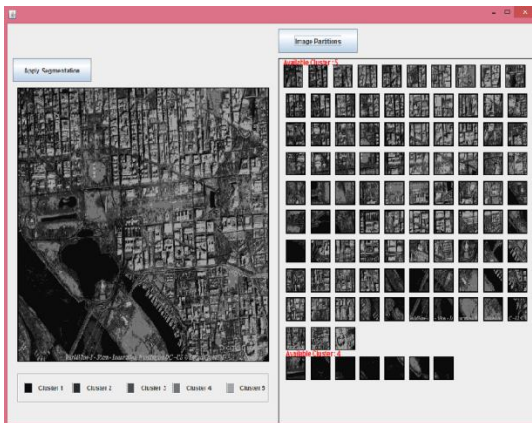 Image Partitions
Apply Segmentation
Available Cluster : 5
Cluster 1
Cluster 2
Cluster 3
Cluster 4
Cluster 5
Available Cluster : 4